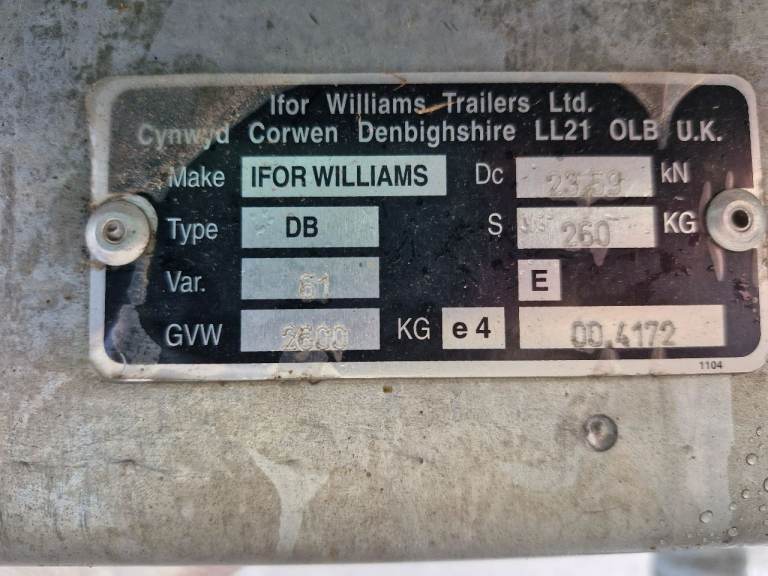 Ifor Williams Trailers Ltd.
Cynwyd Corwen Denbighshire LL21 OLB U.K.
Make IFOR WILLIAMS Dc 23.59 kN
Type DB S 260 KG
Var. 61 E
GVW 2600 KG e4 00.4172
1104